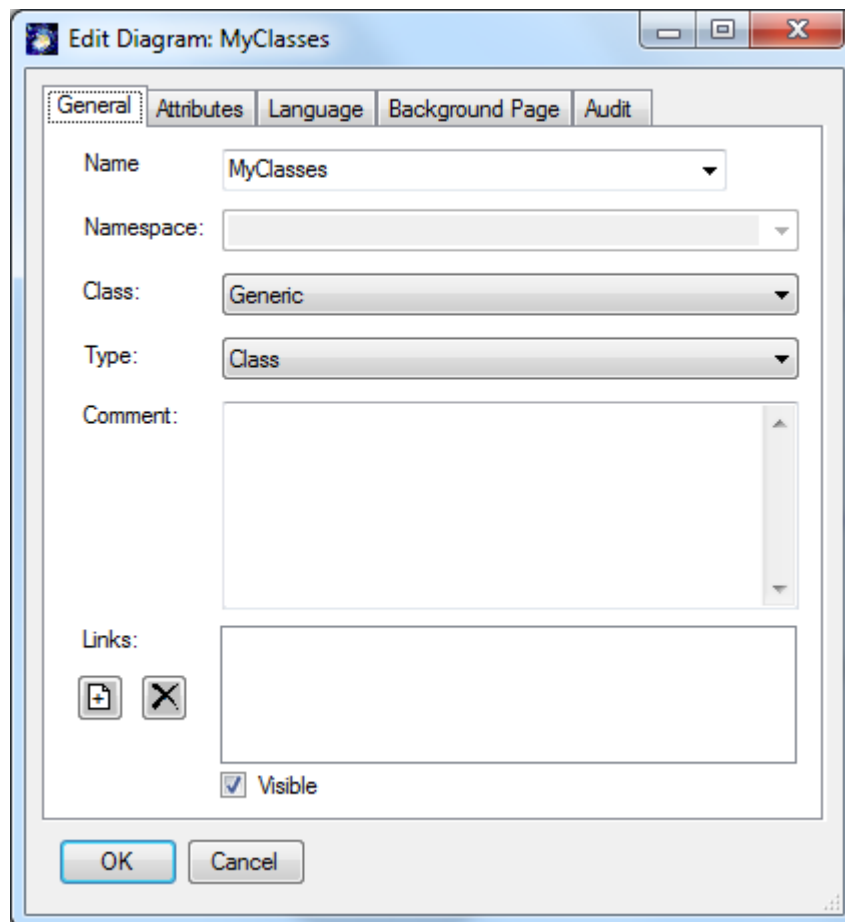 Edit Diagram: MyClasses
General Attributes Language Background Page Audit
Name MyClasses
Namespace:
Class: Generic
Type: Class
Comment:
Links:
Visible
OK Cancel